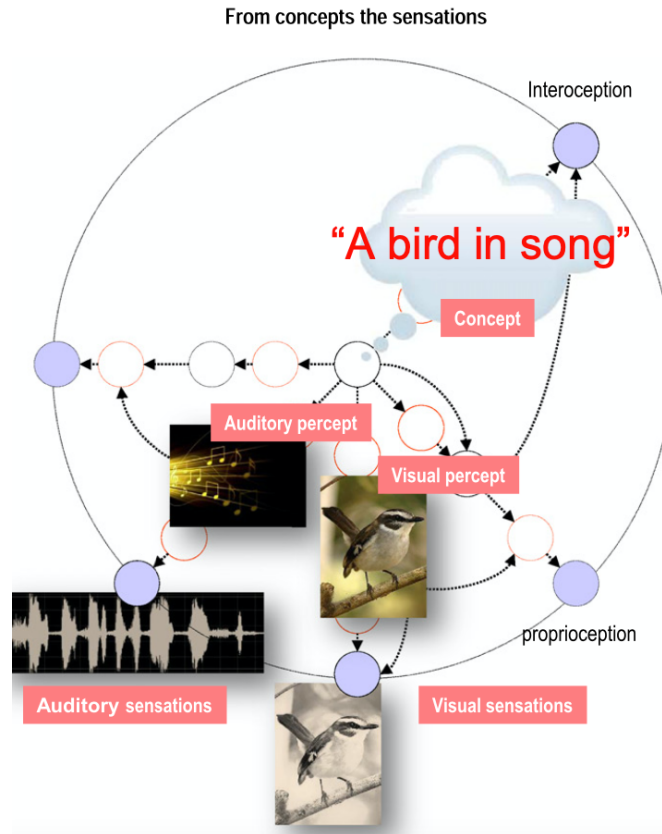 From concepts the sensations
Interoception
“A bird in song”
Concept
Auditory percept
Visual percept
proprioception
Auditory sensations
Visual sensations